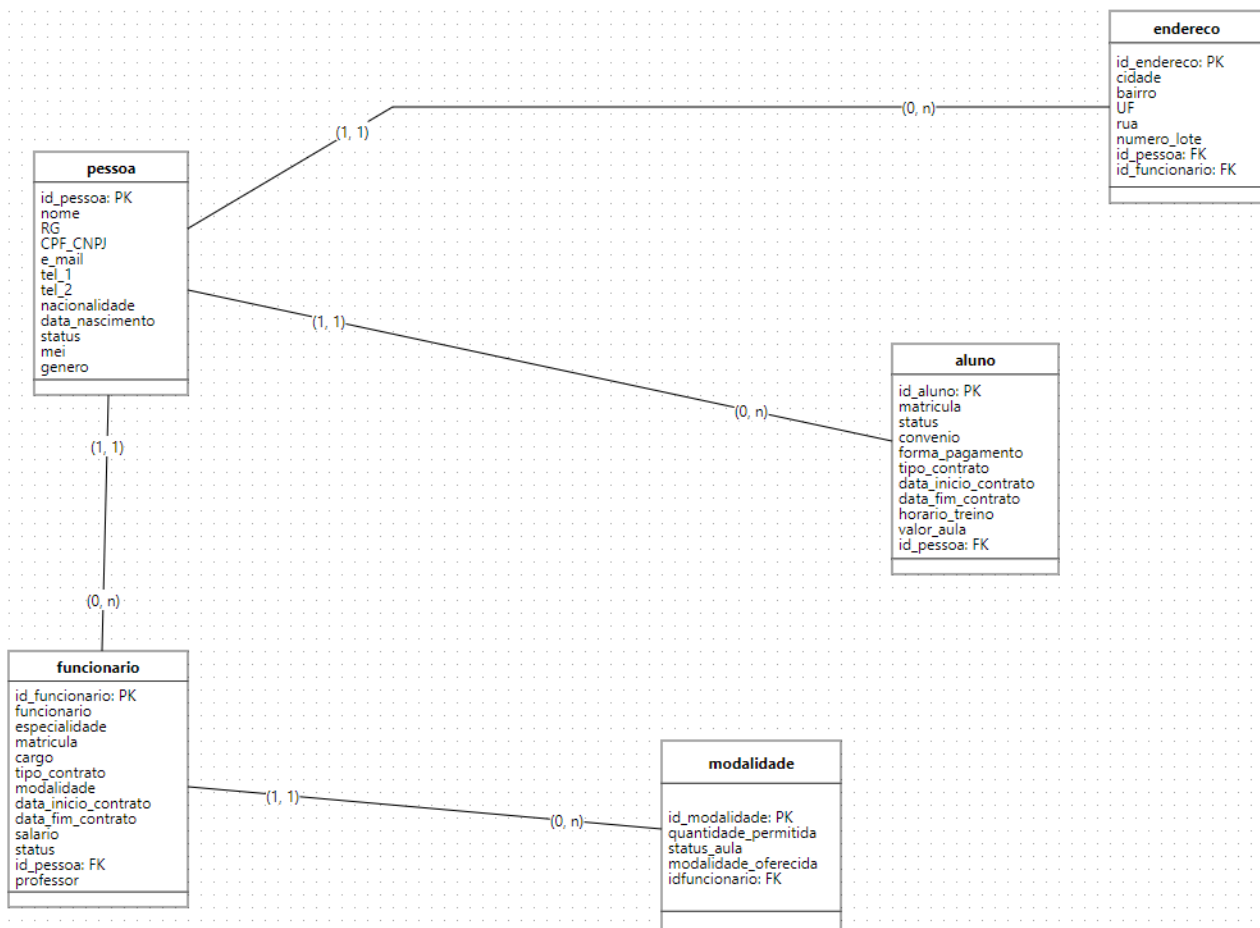 endereco
id_endereco: PK
cidade
bairro
UF
rua
numero_lote
id_pessoa: FK
id_funcionario: FK
(0, n)
(1, 1)
pessoa
id_pessoa: PK
nome
RG
CPF_CNPJ
e_mail
tel_1
tel_2
nacionalidade
data_nascimento
status
mei
genero
(1, 1)
(0, n)
aluno
id_aluno: PK
matricula
status
convenio
forma_pagamento
tipo_contrato
data_inicio_contrato
data_fim_contrato
horario_treino
valor_aula
id_pessoa: FK
(1, 1)
(0, n)
funcionario
id_funcionario: PK
funcionario
especialidade
matricula
cargo
tipo_contrato
modalidade
data_inicio_contrato
data_fim_contrato
salario
status
id_pessoa: FK
professor
(1, 1)
(0, n)
modalidade
id_modalidade: PK
quantidade_permitida
status_aula
modalidade_oferecida
idfuncionario: FK